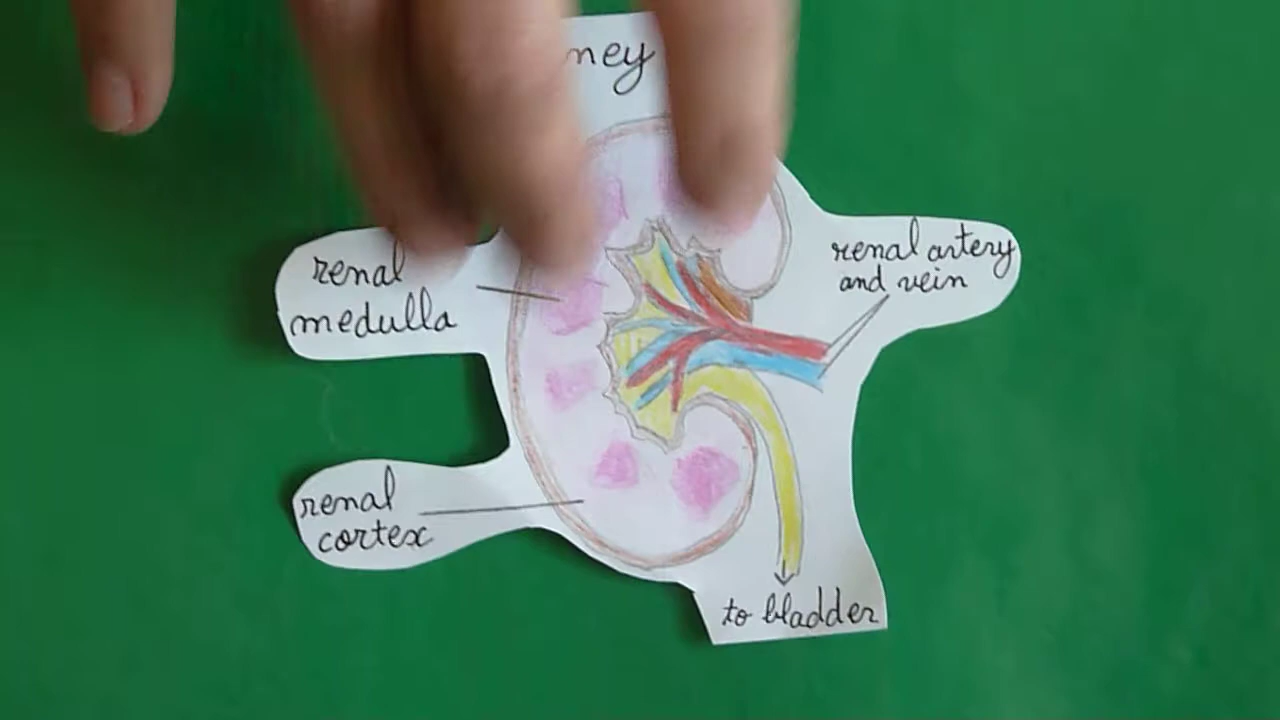 ney
renal
medulla
renal artery
and vein
renal
cortex
to bladder